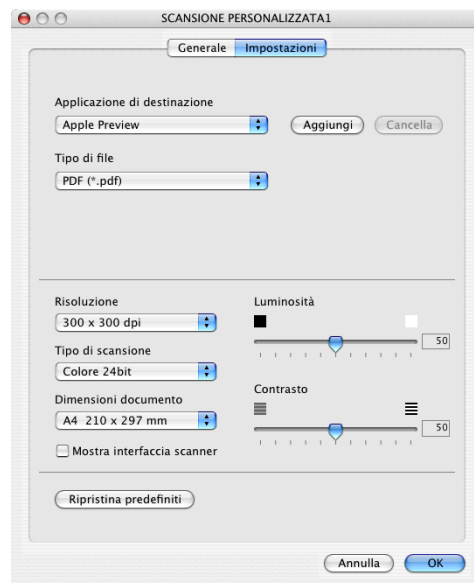 SCANSIONE PERSONALIZZATA1
Generale Impostazioni
Applicazione di destinazione
Apple Preview Aggiungi Cancella
Tipo di file
PDF (*.pdf)
Risoluzione
300 x 300 dpi
Tipo di scansione
Colore 24bit
Dimensioni documento
A4 210 x 297 mm
Mostra interfaccia scanner
Luminosità
50
Contrasto
50
Ripristina predefiniti
Annulla OK